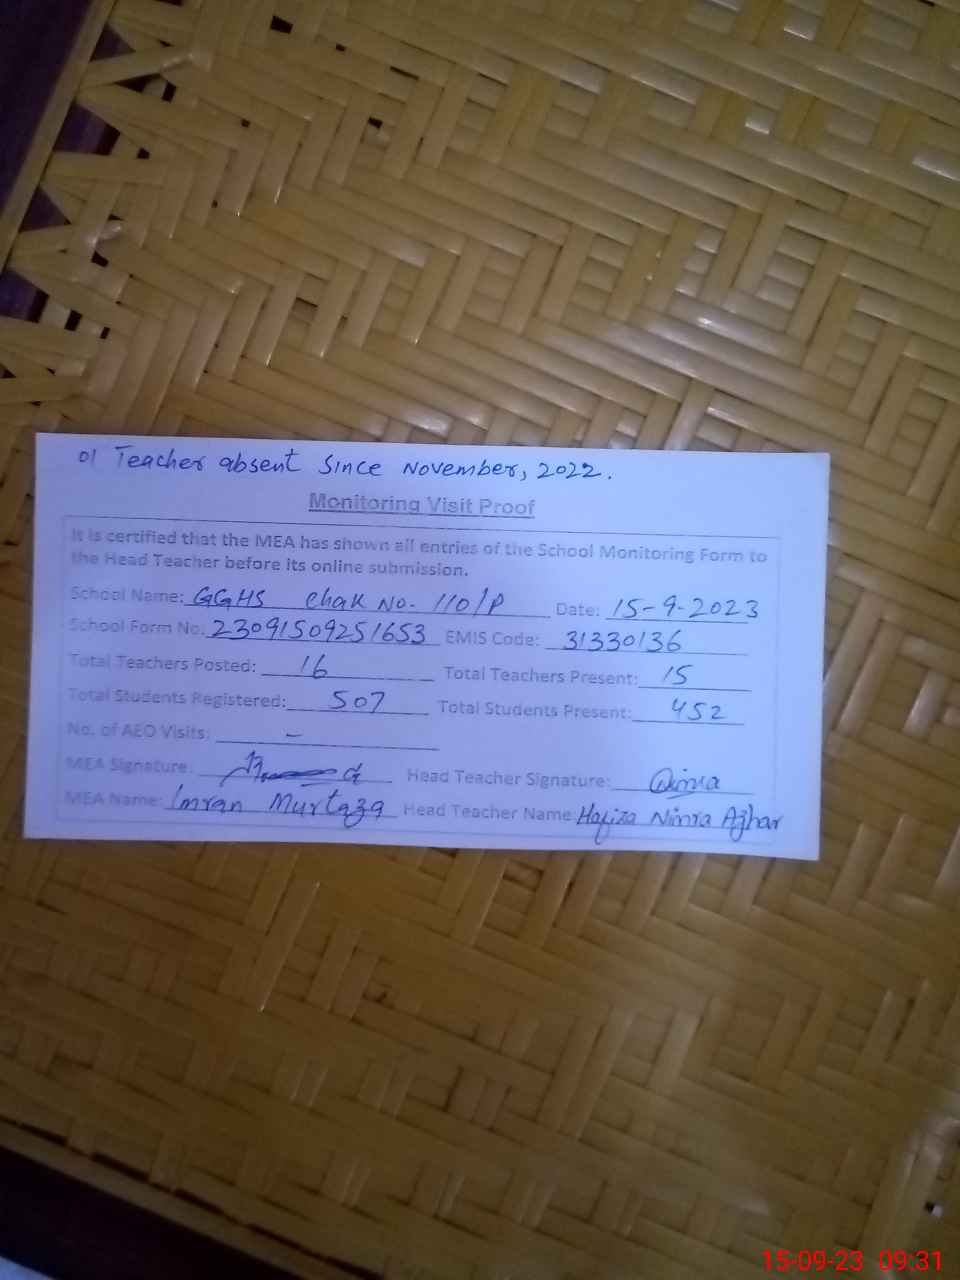 01 Teacher absent since November, 2022.
Monitoring Visit Proof
It is certified that the MEA has shown all entries of the School Monitoring Form to
the Head Teacher before its online submission.
School Name: GGHS Chak No. 110/P Date: 15-9-2023
School Form No: 23091509251653 EMIS Code: 31330136
Total Teachers Posted: 16 Total Teachers Present: 15
Total Students Registered: 507 Total Students Present: 452
No. of AEO Visits: –
MEA Signature: Head Teacher Signature:
MEA Name: Imran Murtaza Head Teacher Name: Hafiza Nimra Azhar
15-09-23 09:31